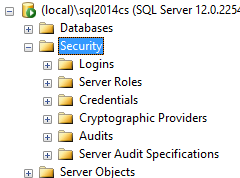 (local)\sql2014cs (SQL Server 12.0.2254
Databases
Security
Logins
Server Roles
Credentials
Cryptographic Providers
Audits
Server Audit Specifications
Server Objects